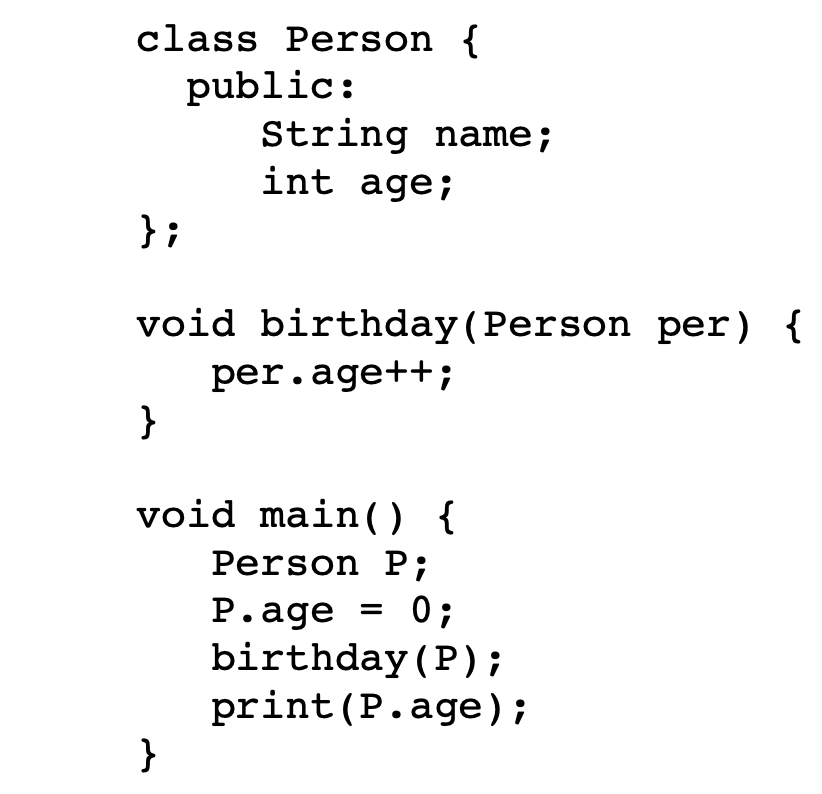 class Person {
  public:
     String name;
     int age;
};

void birthday(Person per) {
   per.age++;
}

void main() {
   Person P;
   P.age = 0;
   birthday(P);
   print(P.age);
}